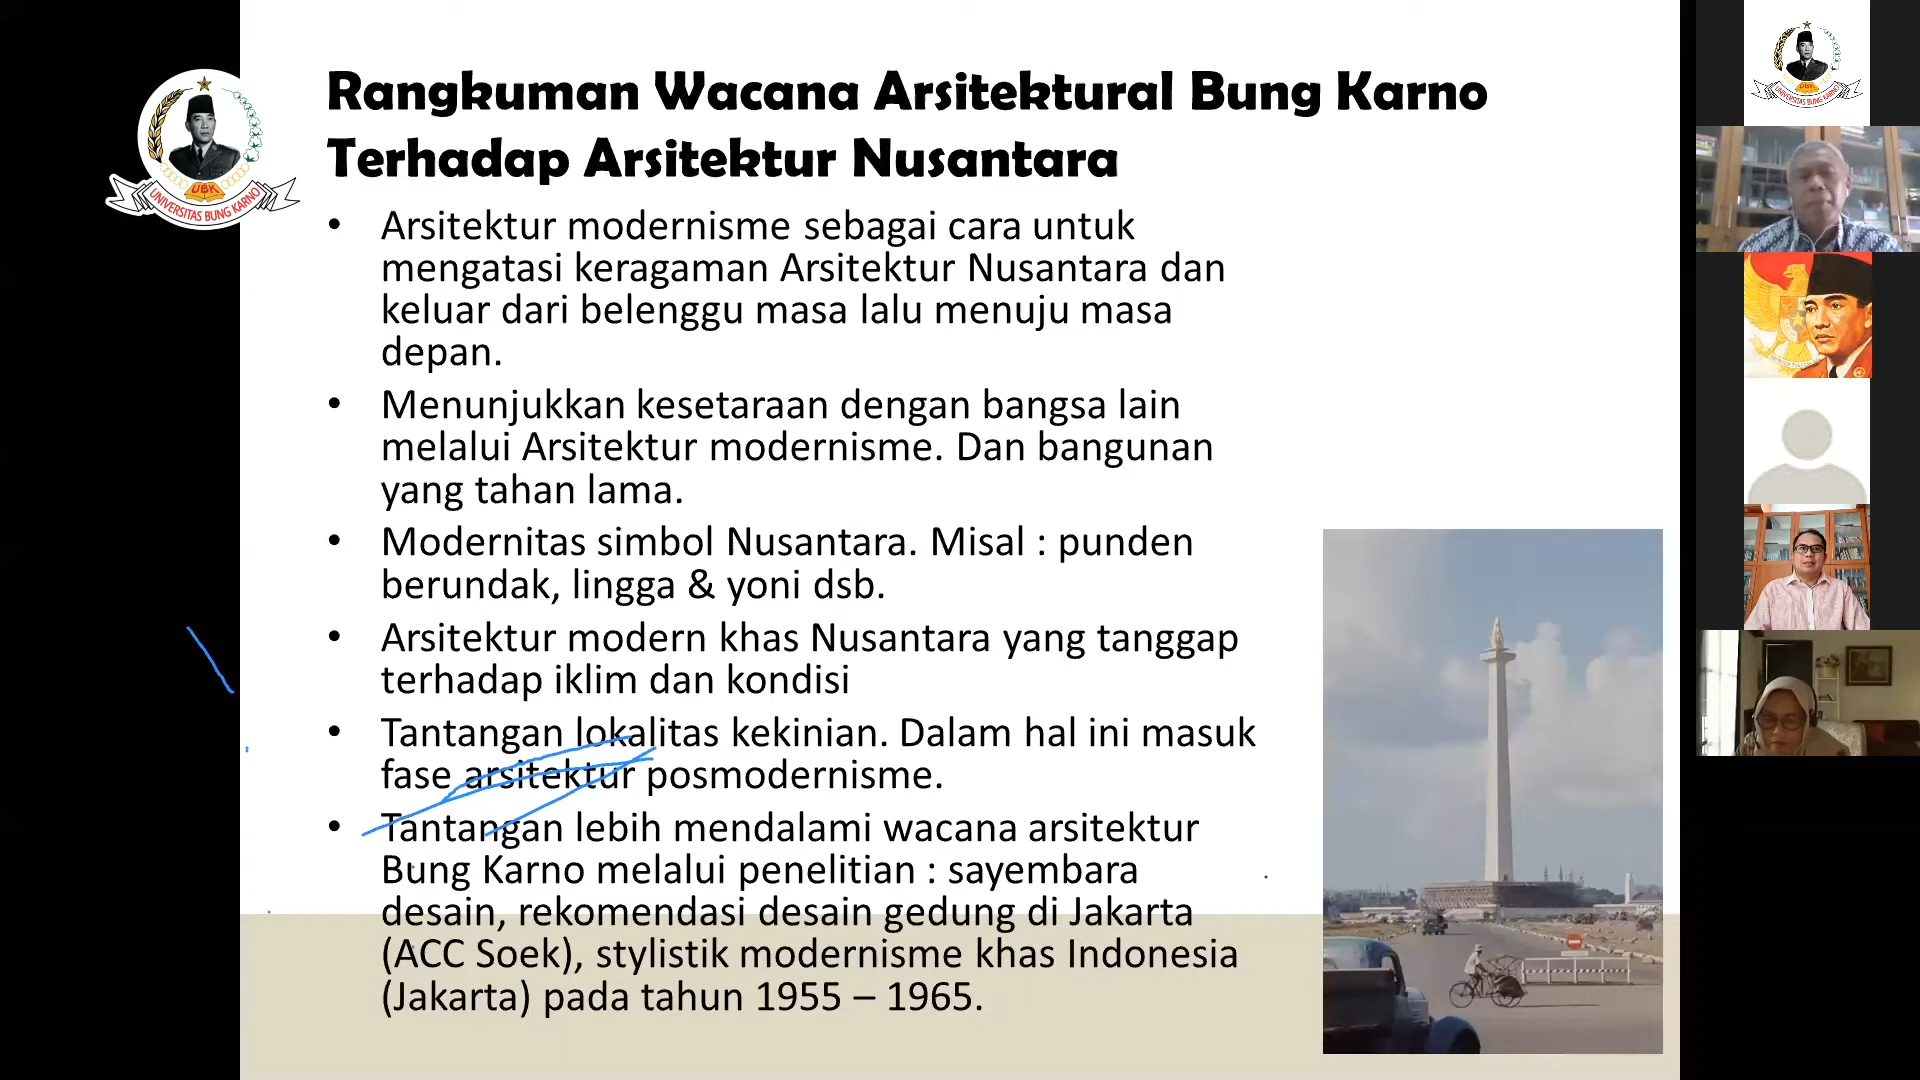 Rangkuman Wacana Arsitektural Bung Karno
Terhadap Arsitektur Nusantara
UBK
UNIVERSITAS BUNG KARNO
• Arsitektur modernisme sebagai cara untuk
mengatasi keragaman Arsitektur Nusantara dan
keluar dari belenggu masa lalu menuju masa
depan.
• Menunjukkan kesetaraan dengan bangsa lain
melalui Arsitektur modernisme. Dan bangunan
yang tahan lama.
• Modernitas simbol Nusantara. Misal : punden
berundak, lingga & yoni dsb.
• Arsitektur modern khas Nusantara yang tanggap
terhadap iklim dan kondisi
• Tantangan lokalitas kekinian. Dalam hal ini masuk
fase arsitektur posmodernisme.
• Tantangan lebih mendalami wacana arsitektur
Bung Karno melalui penelitian : sayembara
desain, rekomendasi desain gedung di Jakarta
(ACC Soek), stylistik modernisme khas Indonesia
(Jakarta) pada tahun 1955 – 1965.
UBK
UNIVERSITAS BUNG KARNO